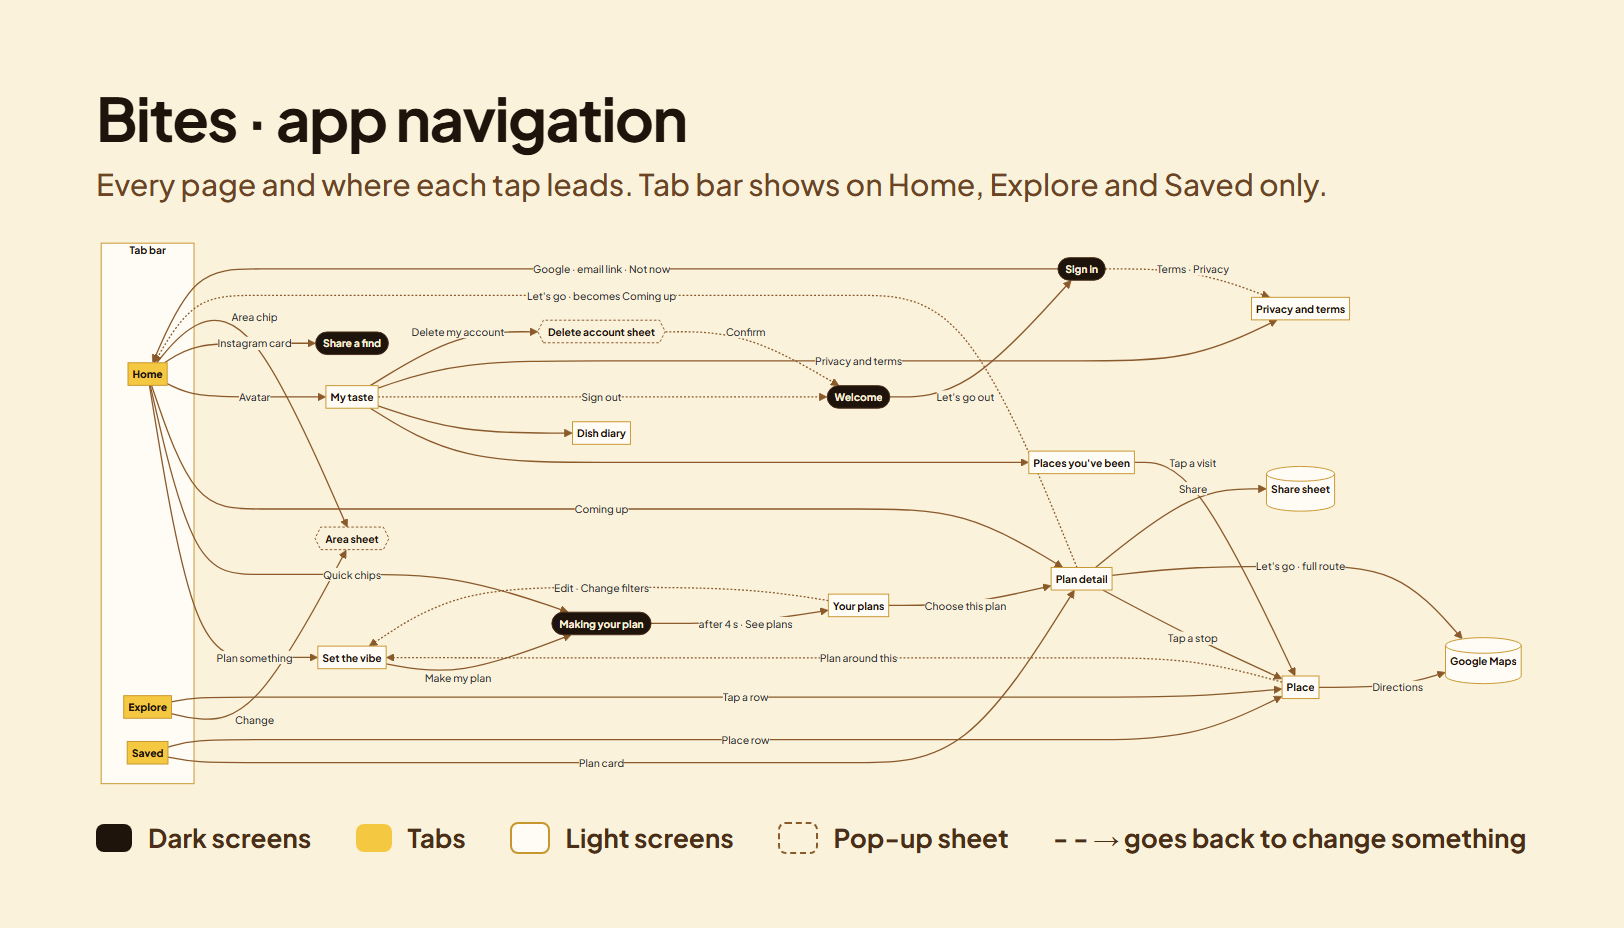 Bites · app navigation
Every page and where each tap leads. Tab bar shows on Home, Explore and Saved only.
Tab bar
Google · email link · Not now
Sign in
Terms · Privacy
Let's go · becomes Coming up
Privacy and terms
Area chip
Delete my account
Delete account sheet
Confirm
Instagram card
Share a find
Privacy and terms
Home
Avatar
My taste
Sign out
Welcome
Let's go out
Dish diary
Places you've been
Tap a visit
Share
Share sheet
Coming up
Area sheet
Quick chips
Let's go · full route
Plan detail
Edit · Change filters
Your plans
Choose this plan
Making your plan
after 4 s · See plans
Tap a stop
Plan something
Set the vibe
Plan around this
Google Maps
Make my plan
Place
Directions
Explore
Tap a row
Change
Saved
Place row
Plan card
Dark screens
Tabs
Light screens
Pop-up sheet
- - → goes back to change something